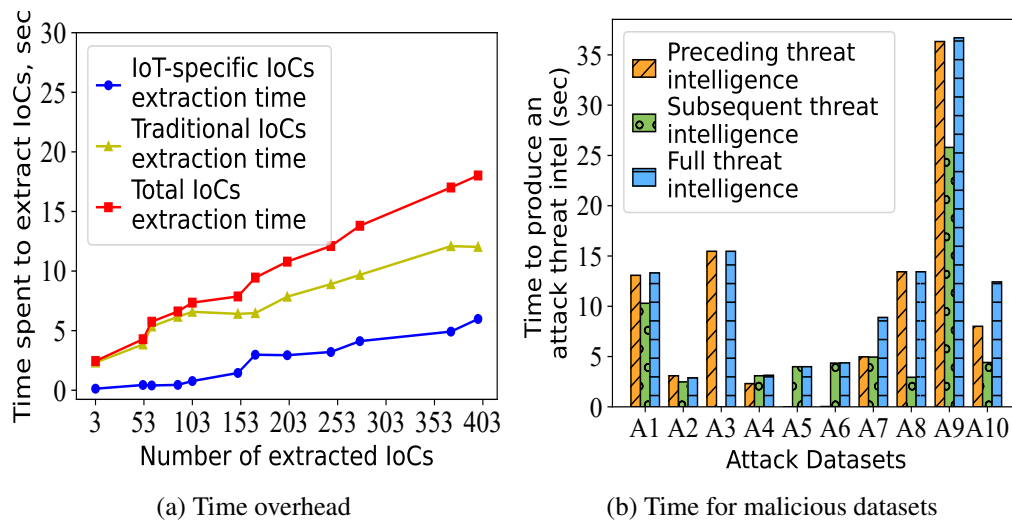 Time spent to extract IoCs, sec
30
25
20
15
10
5
0
IoT-specific IoCs
extraction time
Traditional IoCs
extraction time
Total IoCs
extraction time
3 53 103 153 203 253 303 353 403
Number of extracted IoCs
(a) Time overhead
Time to produce an
attack threat intel (sec)
35
30
25
20
15
10
5
0
Preceding threat
intelligence
Subsequent threat
intelligence
Full threat
intelligence
A1 A2 A3 A4 A5 A6 A7 A8 A9 A10
Attack Datasets
(b) Time for malicious datasets